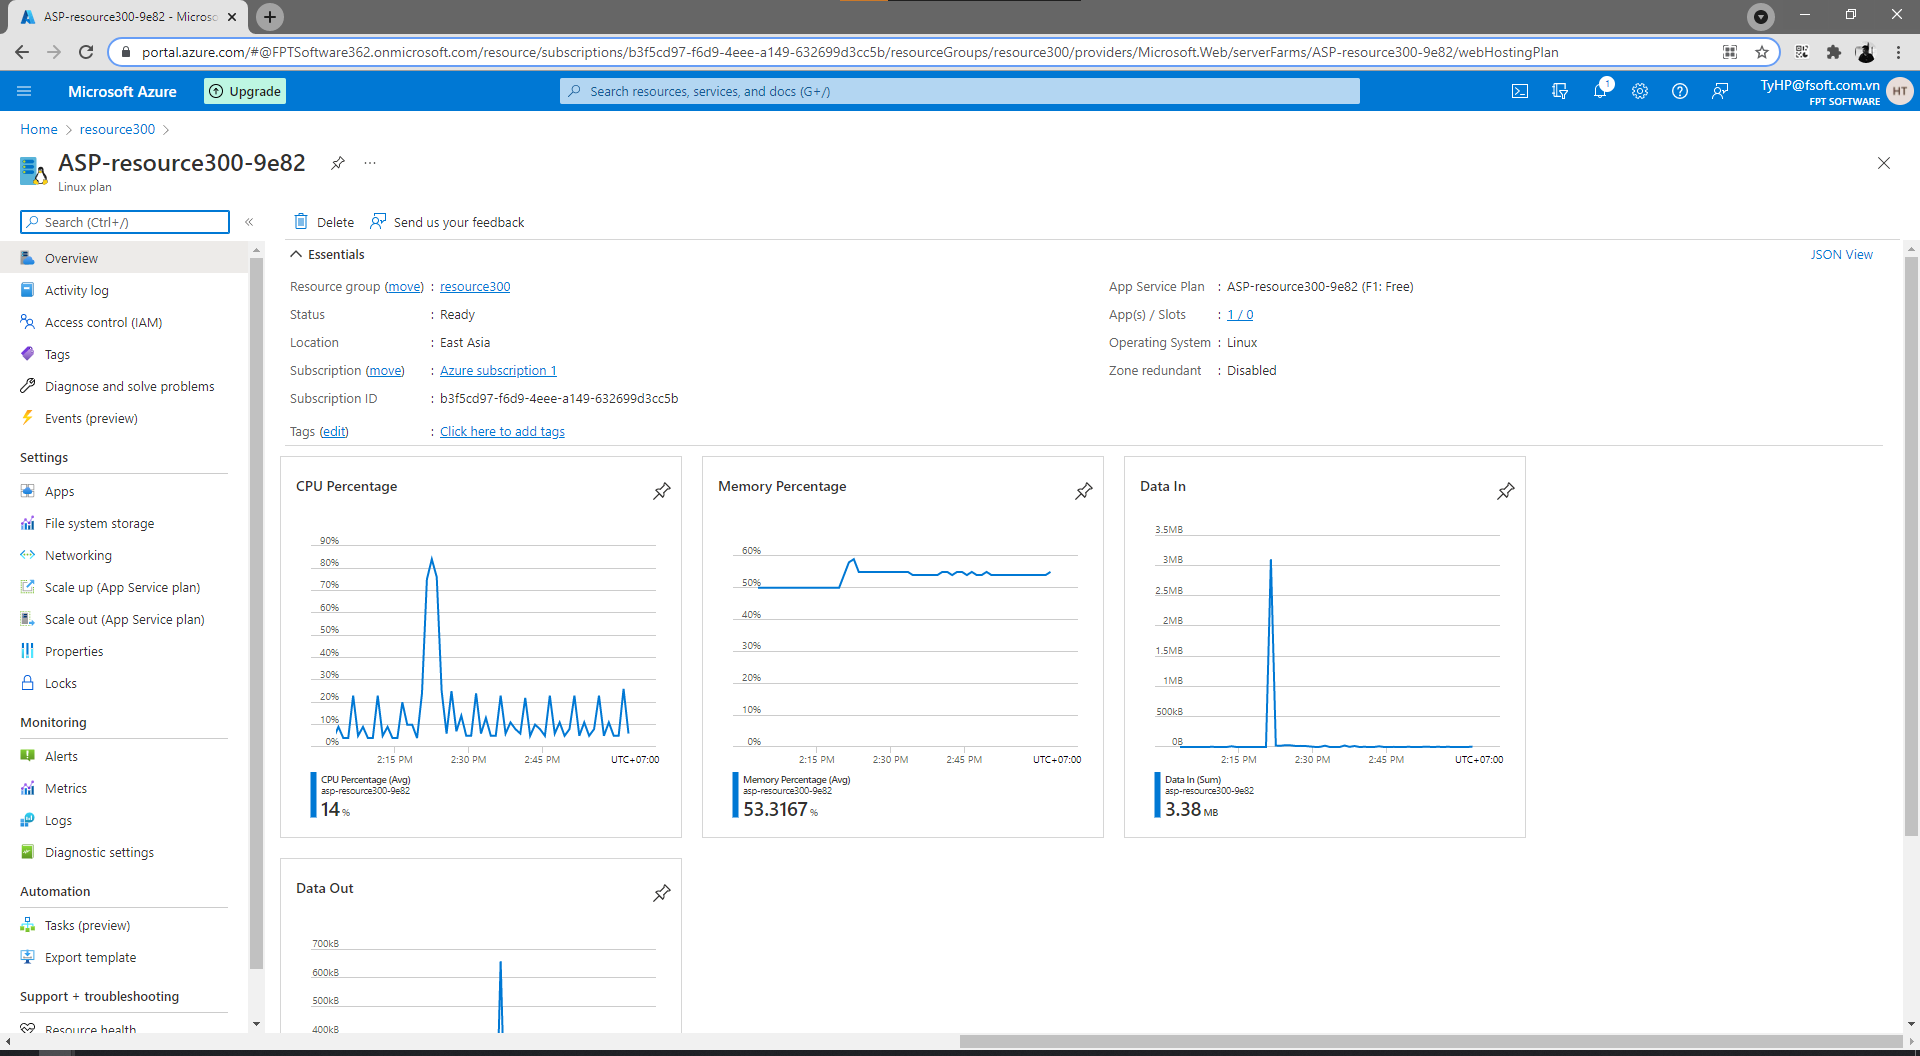 ASP-resource300-9e82 - Microso
portal.azure.com/#@FPTSoftware362.onmicrosoft.com/resource/subscriptions/b3f5cd97-f6d9-4eee-a149-632699d3cc5b/resourceGroups/resource300/providers/Microsoft.Web/serverFarms/ASP-resource300-9e82/webHostingPlan
Microsoft Azure
Upgrade
Search resources, services, and docs (G+/)
1
TyHP@fsoft.com.vn
FPT SOFTWARE
HT
Home > resource300 >
ASP-resource300-9e82
Linux plan
Search (Ctrl+/)
Overview
Activity log
Access control (IAM)
Tags
Diagnose and solve problems
Events (preview)
Settings
Apps
File system storage
Networking
Scale up (App Service plan)
Scale out (App Service plan)
Properties
Locks
Monitoring
Alerts
Metrics
Logs
Diagnostic settings
Automation
Tasks (preview)
Export template
Support + troubleshooting
Resource health
Delete
Send us your feedback
Essentials
JSON View
Resource group (move) : resource300
Status : Ready
Location : East Asia
Subscription (move) : Azure subscription 1
Subscription ID : b3f5cd97-f6d9-4eee-a149-632699d3cc5b
Tags (edit) : Click here to add tags
App Service Plan : ASP-resource300-9e82 (F1: Free)
App(s) / Slots : 1 / 0
Operating System : Linux
Zone redundant : Disabled
CPU Percentage
90%
80%
70%
60%
50%
40%
30%
20%
10%
0%
2:15 PM 2:30 PM 2:45 PM UTC+07:00
CPU Percentage (Avg)
asp-resource300-9e82
14 %
Memory Percentage
60%
50%
40%
30%
20%
10%
0%
2:15 PM 2:30 PM 2:45 PM UTC+07:00
Memory Percentage (Avg)
asp-resource300-9e82
53.3167 %
Data In
3.5MB
3MB
2.5MB
2MB
1.5MB
1MB
500kB
0B
2:15 PM 2:30 PM 2:45 PM UTC+07:00
Data In (Sum)
asp-resource300-9e82
3.38 MB
Data Out
700kB
600kB
500kB
400kB